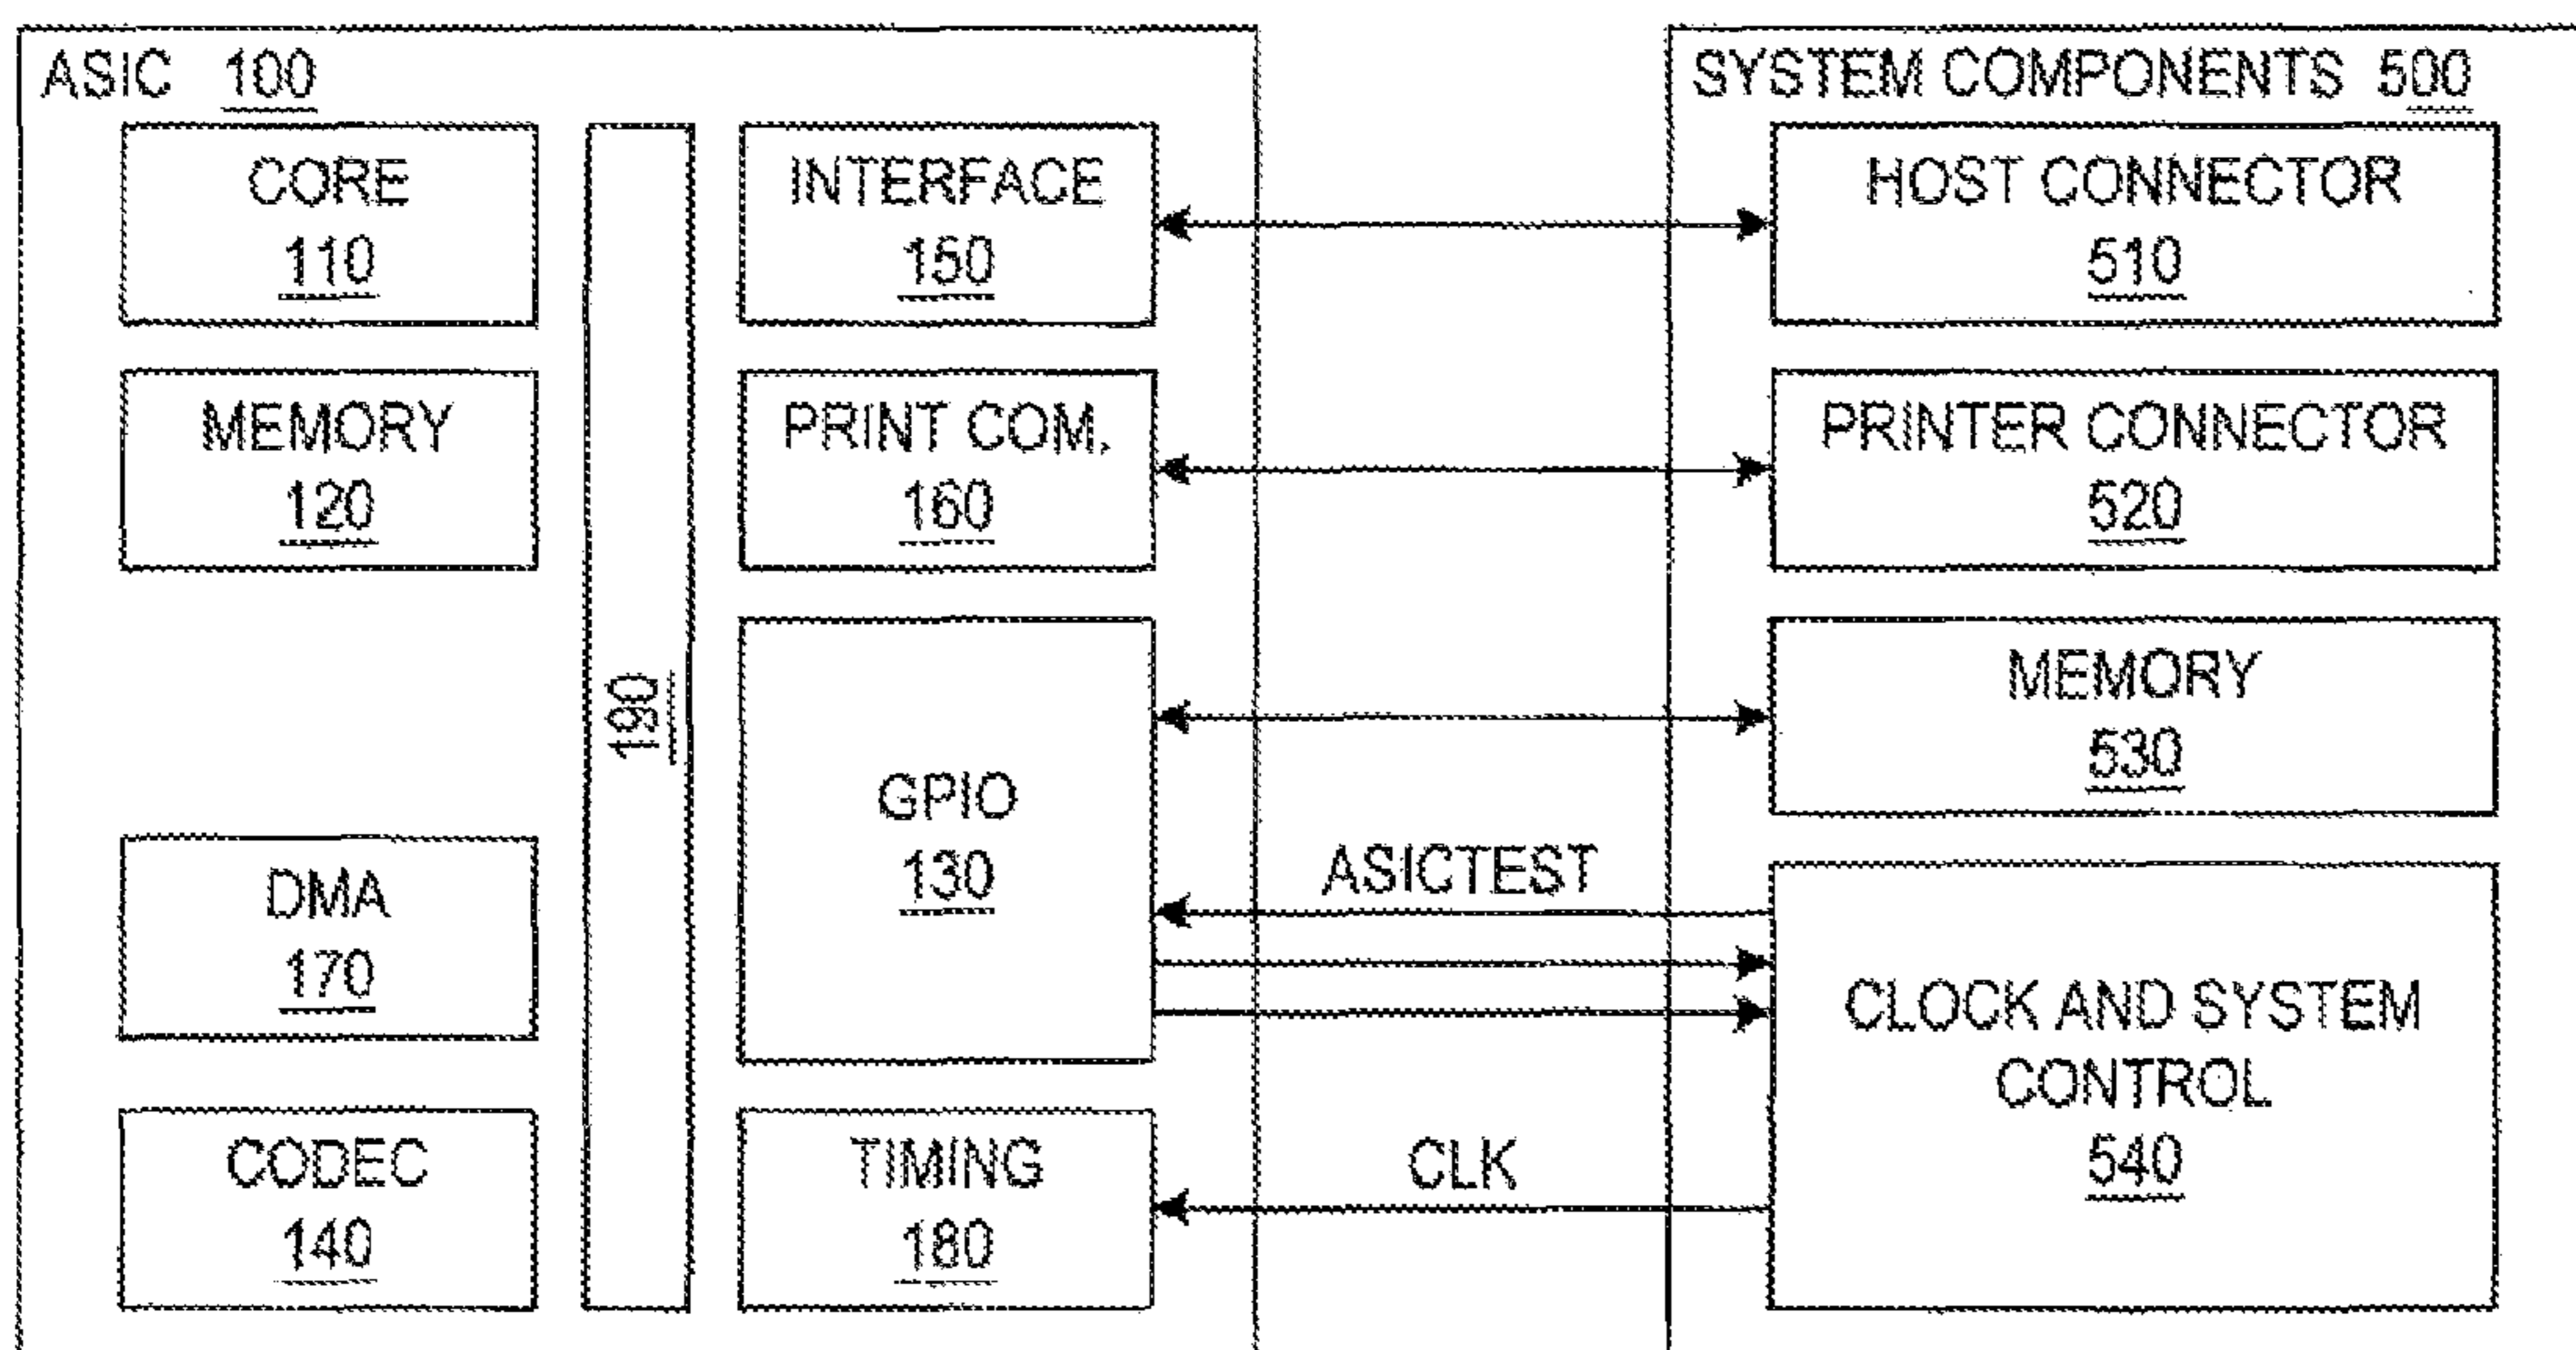 ASIC 100
CORE
110
MEMORY
120
DMA
170
CODEC
140
190
INTERFACE
150
PRINT COM.
160
GPIO
130
TIMING
180
ASICTEST
CLK
SYSTEM COMPONENTS 500
HOST CONNECTOR
510
PRINTER CONNECTOR
520
MEMORY
530
CLOCK AND SYSTEM
CONTROL
540